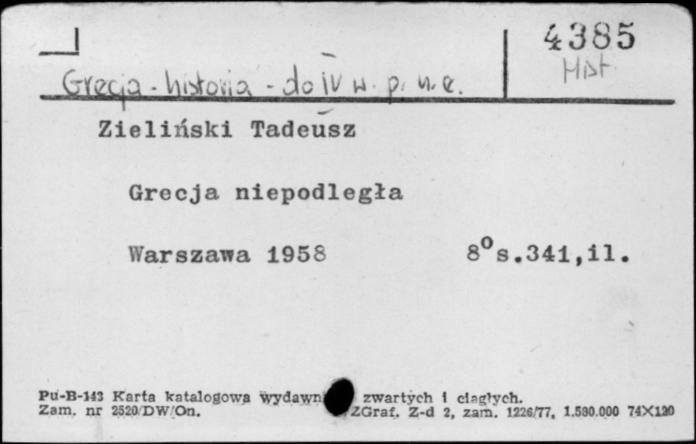 4385
Hist.
Grecja - historia - do IV w. p. n. e.
Zieliński Tadeusz
Grecja niepodległa
Warszawa 1958 8°s.341,il.
Pu-B-143 Karta katalogowa wydawn zwartych i ciągłych.
Zam. nr 2520/DW/On. ZGraf. Z-d 2, zam. 1226/77, 1.580.000 74X120